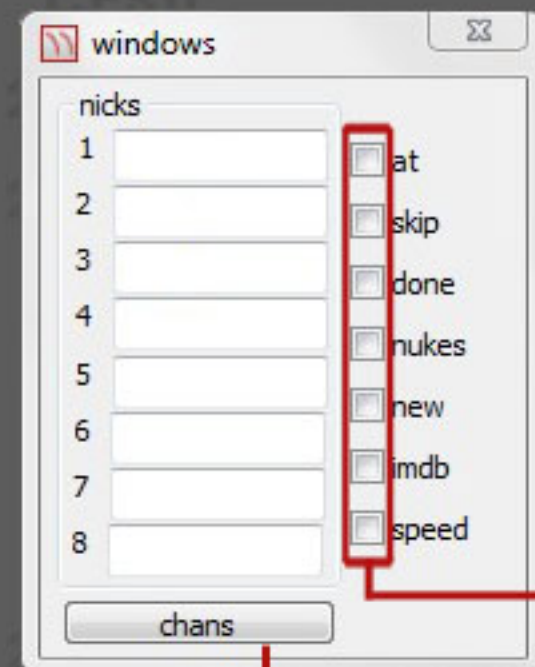 windows
nicks
1
at
2
skip
3
done
4
nukes
5
new
6
imdb
7
speed
8
chans